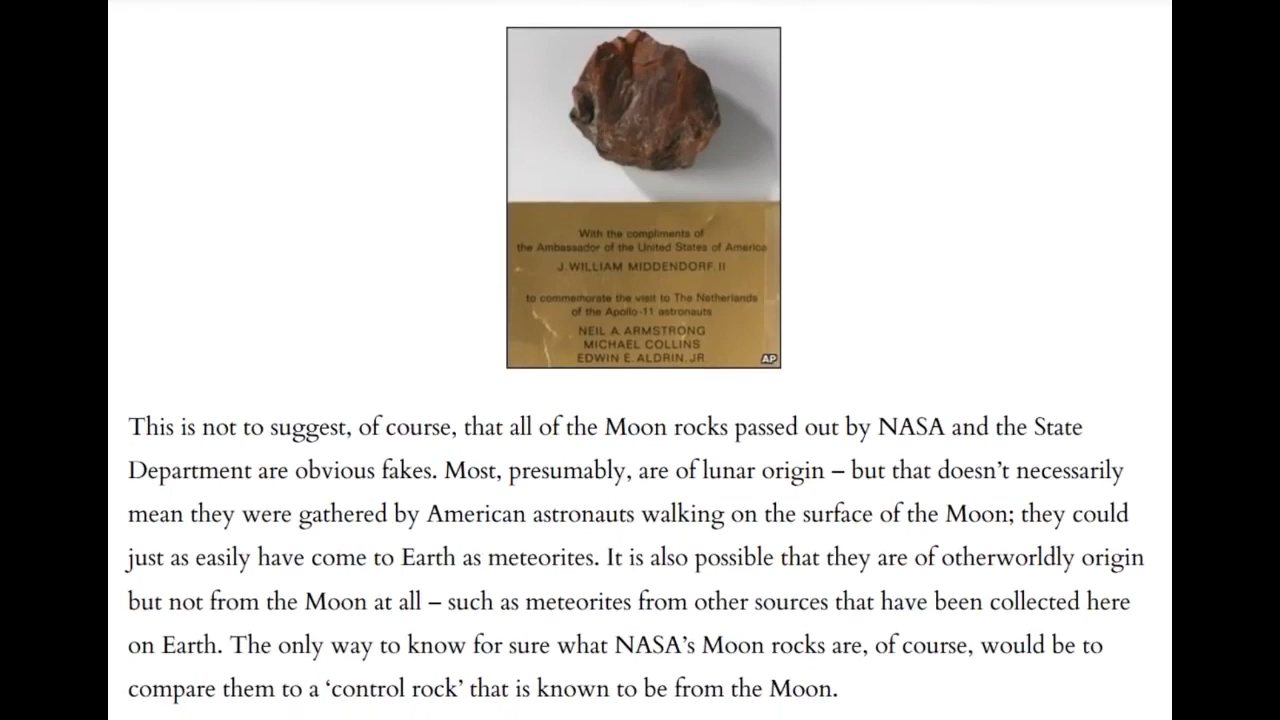 With the compliments of
the Ambassador of the United States of America
J. WILLIAM MIDDENDORF. II
to commemorate the visit to The Netherlands
of the Apollo-11 astronauts
NEIL A. ARMSTRONG
MICHAEL COLLINS
EDWIN E. ALDRIN. JR
AP
This is not to suggest, of course, that all of the Moon rocks passed out by NASA and the State
Department are obvious fakes. Most, presumably, are of lunar origin – but that doesn’t necessarily
mean they were gathered by American astronauts walking on the surface of the Moon; they could
just as easily have come to Earth as meteorites. It is also possible that they are of otherworldly origin
but not from the Moon at all – such as meteorites from other sources that have been collected here
on Earth. The only way to know for sure what NASA’s Moon rocks are, of course, would be to
compare them to a ‘control rock’ that is known to be from the Moon.